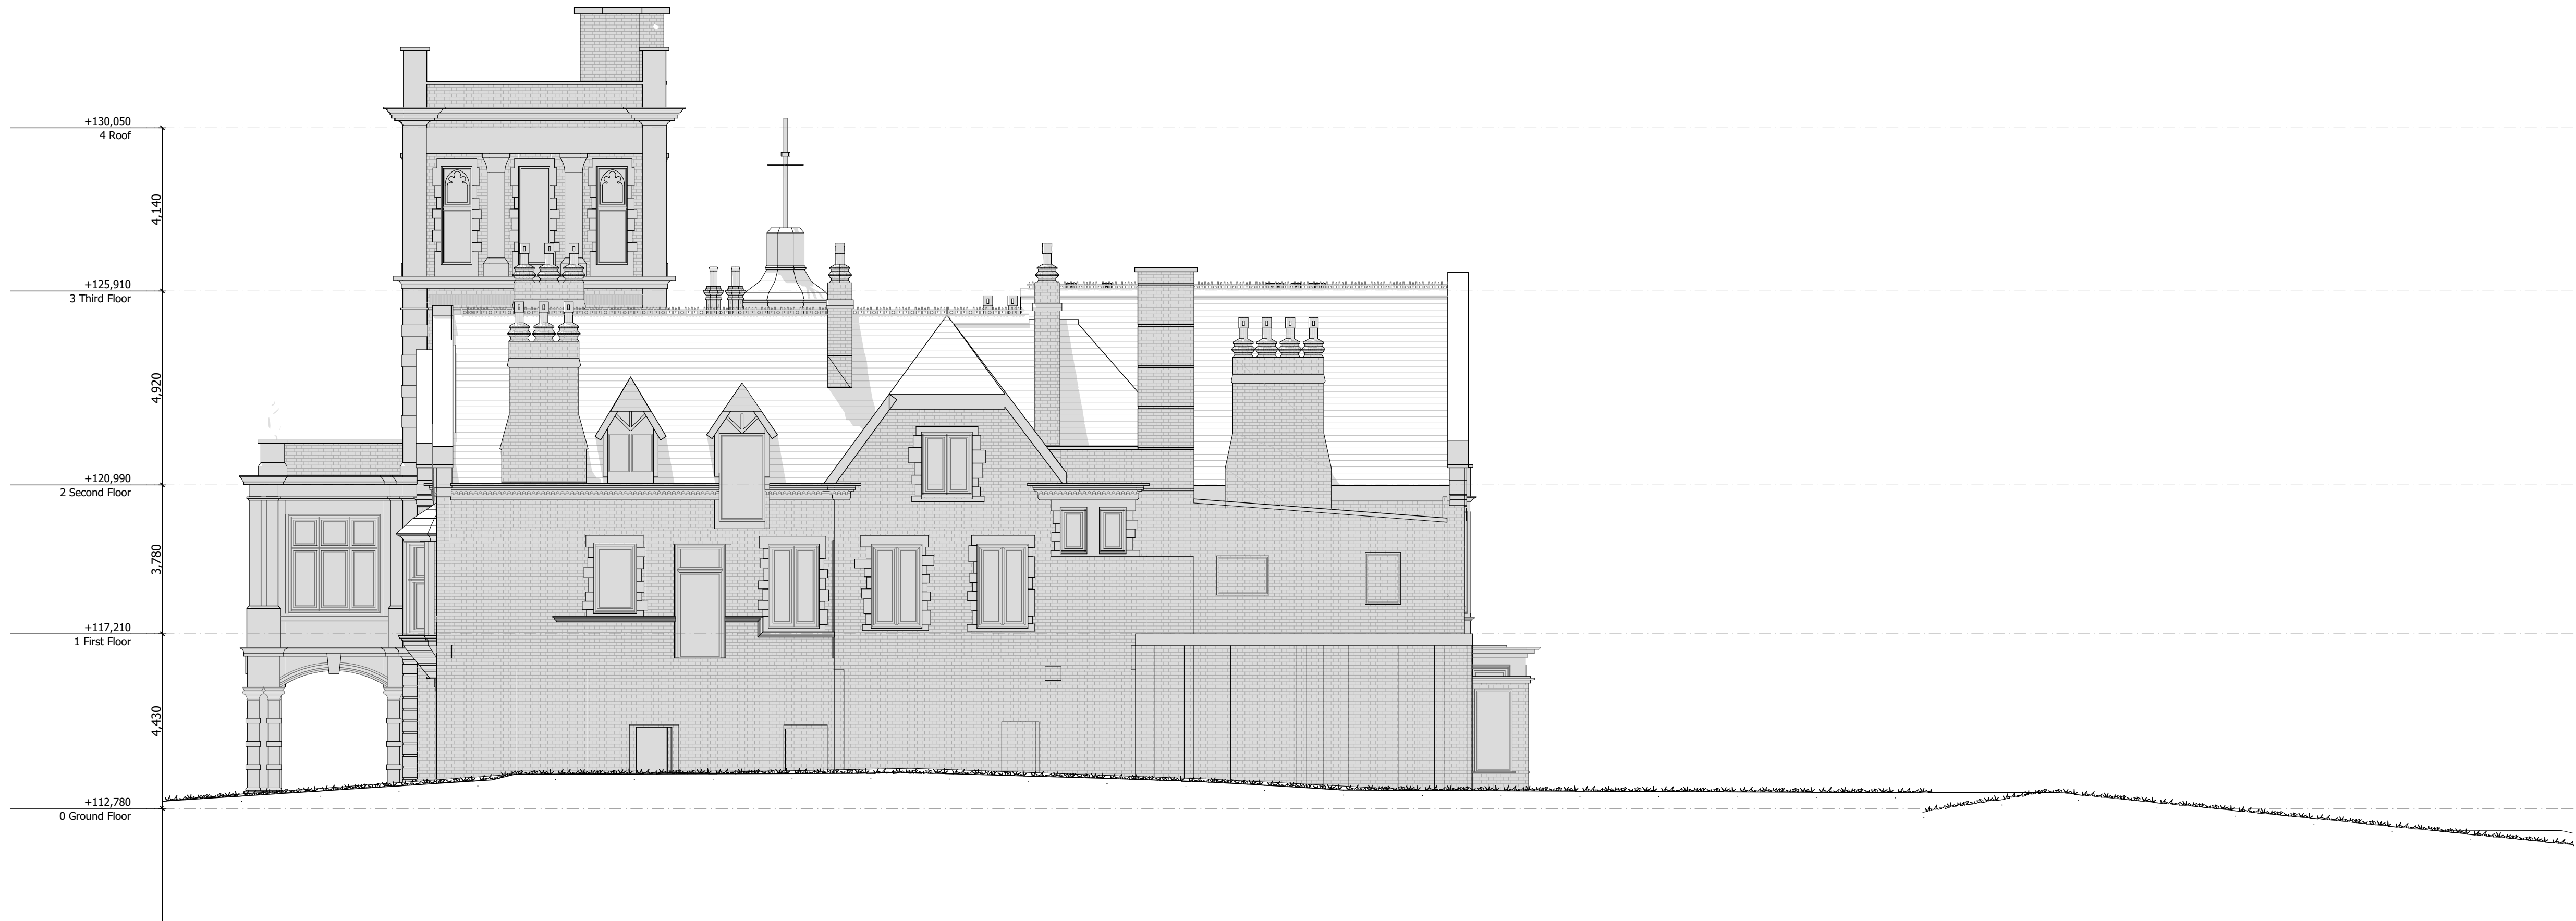 +130,050
4 Roof
4,140
+125,910
3 Third Floor
4,920
+120,990
2 Second Floor
3,780
+117,210
1 First Floor
4,430
+112,780
0 Ground Floor